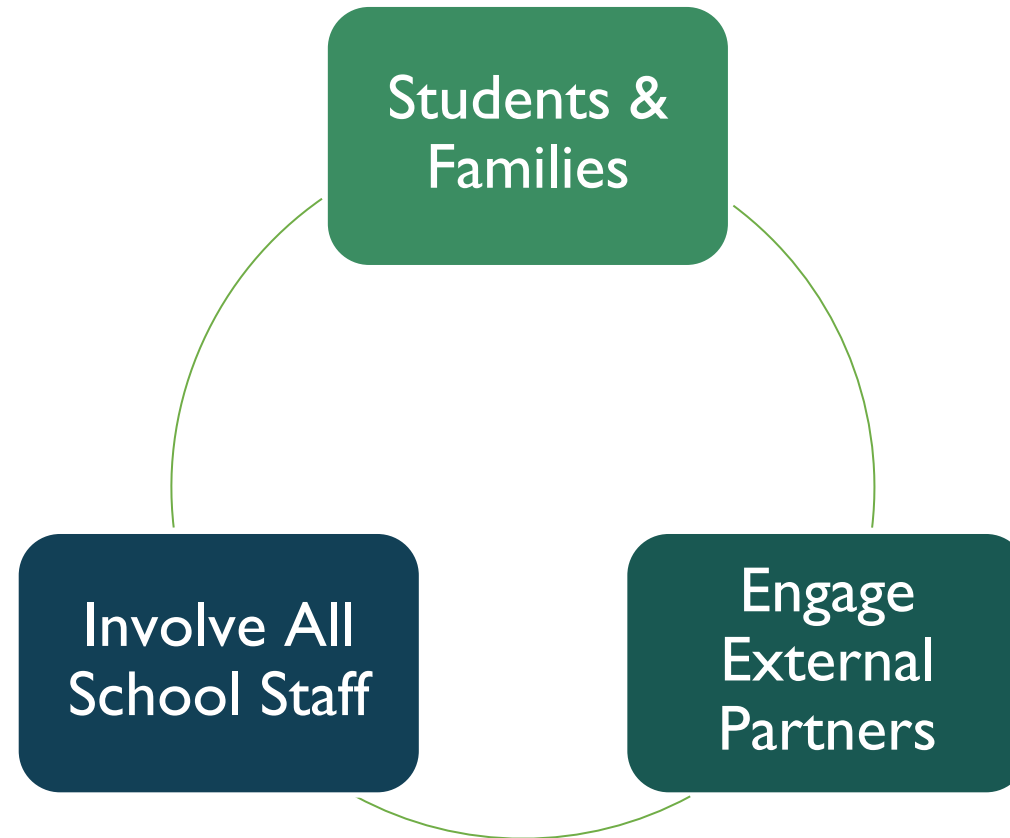 Students &
Families
Involve All
School Staff
Engage
External
Partners